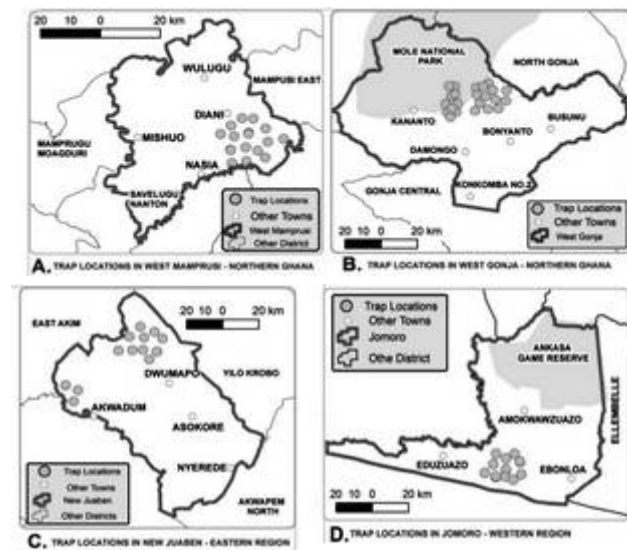 20 10 0 20 km
WULUGU
MAMPUSI EAST
DIANI
MISHUO
MAMPRUGU
MOAGDURI
NASIA
SAVELUGU
NANTON
Trap Locations
Other Towns
West Mamprusi
Other District
A. TRAP LOCATIONS IN WEST MAMPRUSI - NORTHERN GHANA
20 10 0 20 km
MOLE NATIONAL
PARK
NORTH GONJA
KANANTO
BUSUNU
BONYANTO
DAMONGO
GONJA CENTRAL
KONKOMBA NO.2
Trap Locations
Other Towns
West Gonja
B. TRAP LOCATIONS IN WEST GONJA - NORTHERN GHANA
20 10 0 20 km
EAST AKIM
DWUMAPO
YILO KROBO
AKWADUM
ASOKORE
NYEREDE
AKWAPEM
NORTH
Trap Locations
Other Towns
New Juaben
Other Districts
C. TRAP LOCATIONS IN NEW JUABEN - EASTERN REGION
Trap Locations
Other Towns
Jomoro
Othe District
ANKASA
GAME RESERVE
ELLEMBELLE
AMOKWAWZUAZO
EDUZUAZO
EBONLOA
20 10 0 20 km
D. TRAP LOCATIONS IN JOMORO - WESTERN REGION